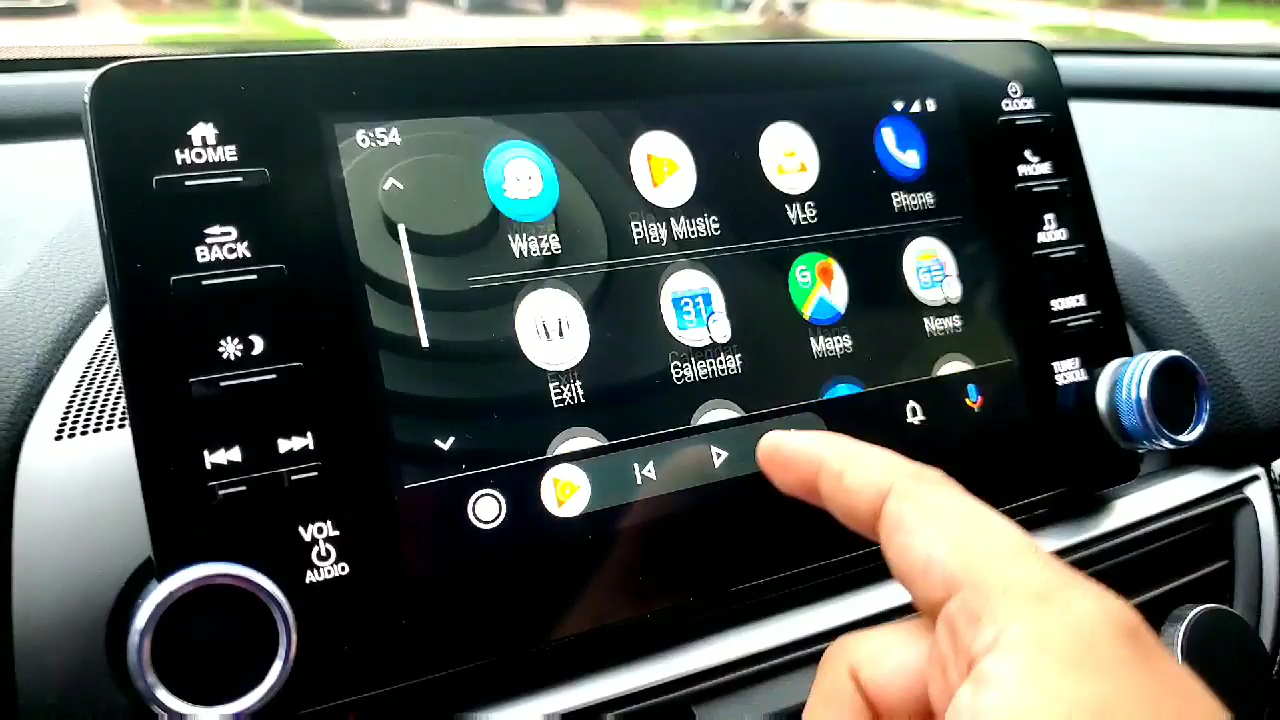 HOME
BACK
VOL
AUDIO
6:54
Waze
Play Music
VLC
Phone
Exit
31
Calendar
G
Maps
News
CLOCK
PHONE
AUDIO
SOURCE
TUNE/
SCROLL